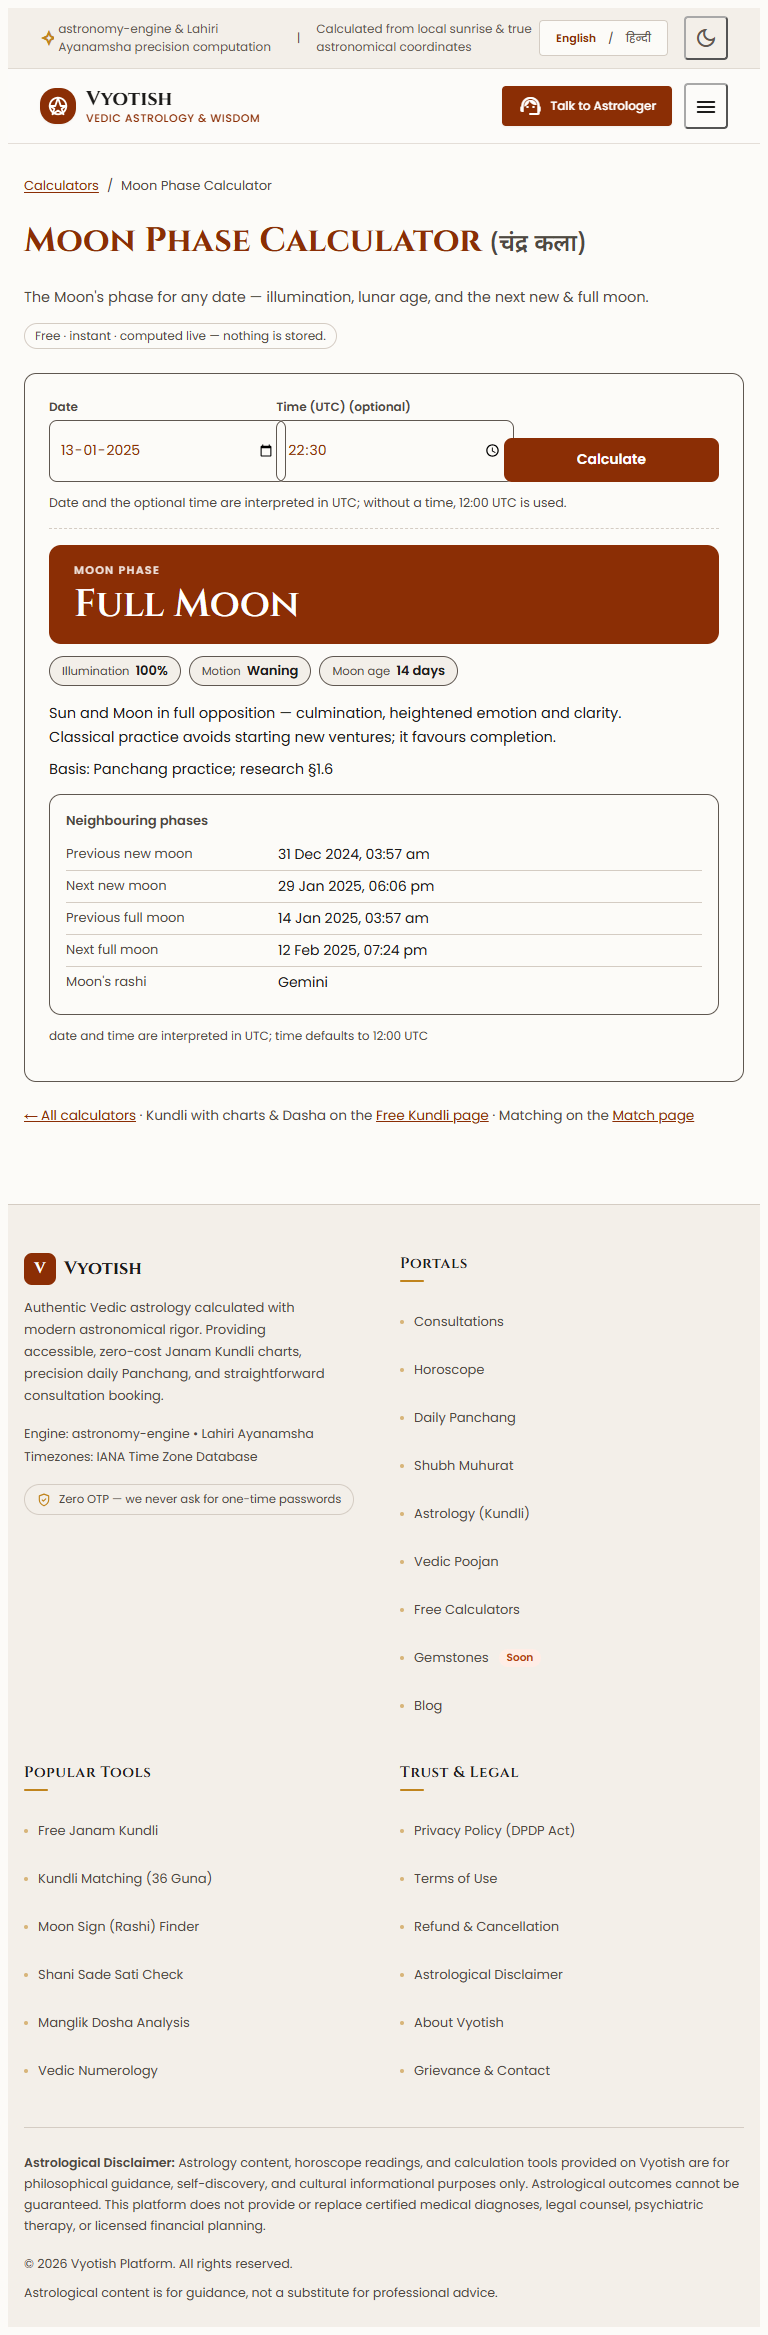 astronomy-engine & Lahiri
Ayanamsha precision computation
|
Calculated from local sunrise & true
astronomical coordinates
English / हिन्दी
Vyotish
VEDIC ASTROLOGY & WISDOM
Talk to Astrologer
Calculators / Moon Phase Calculator
Moon Phase Calculator (चंद्र कला)
The Moon's phase for any date — illumination, lunar age, and the next new & full moon.
Free · instant · computed live — nothing is stored.
Date
Time (UTC) (optional)
13-01-2025
22:30
Calculate
Date and the optional time are interpreted in UTC; without a time, 12:00 UTC is used.
MOON PHASE
Full Moon
Illumination 100%
Motion Waning
Moon age 14 days
Sun and Moon in full opposition — culmination, heightened emotion and clarity.
Classical practice avoids starting new ventures; it favours completion.
Basis: Panchang practice; research §1.6
Neighbouring phases
Previous new moon 31 Dec 2024, 03:57 am
Next new moon 29 Jan 2025, 06:06 pm
Previous full moon 14 Jan 2025, 03:57 am
Next full moon 12 Feb 2025, 07:24 pm
Moon's rashi Gemini
date and time are interpreted in UTC; time defaults to 12:00 UTC
← All calculators · Kundli with charts & Dasha on the Free Kundli page · Matching on the Match page
V Vyotish
Authentic Vedic astrology calculated with
modern astronomical rigor. Providing
accessible, zero-cost Janam Kundli charts,
precision daily Panchang, and straightforward
consultation booking.
Engine: astronomy-engine • Lahiri Ayanamsha
Timezones: IANA Time Zone Database
Zero OTP — we never ask for one-time passwords
Portals
Consultations
Horoscope
Daily Panchang
Shubh Muhurat
Astrology (Kundli)
Vedic Poojan
Free Calculators
Gemstones Soon
Blog
Popular Tools
Free Janam Kundli
Kundli Matching (36 Guna)
Moon Sign (Rashi) Finder
Shani Sade Sati Check
Manglik Dosha Analysis
Vedic Numerology
Trust & Legal
Privacy Policy (DPDP Act)
Terms of Use
Refund & Cancellation
Astrological Disclaimer
About Vyotish
Grievance & Contact
Astrological Disclaimer: Astrology content, horoscope readings, and calculation tools provided on Vyotish are for
philosophical guidance, self-discovery, and cultural informational purposes only. Astrological outcomes cannot be
guaranteed. This platform does not provide or replace certified medical diagnoses, legal counsel, psychiatric
therapy, or licensed financial planning.
© 2026 Vyotish Platform. All rights reserved.
Astrological content is for guidance, not a substitute for professional advice.